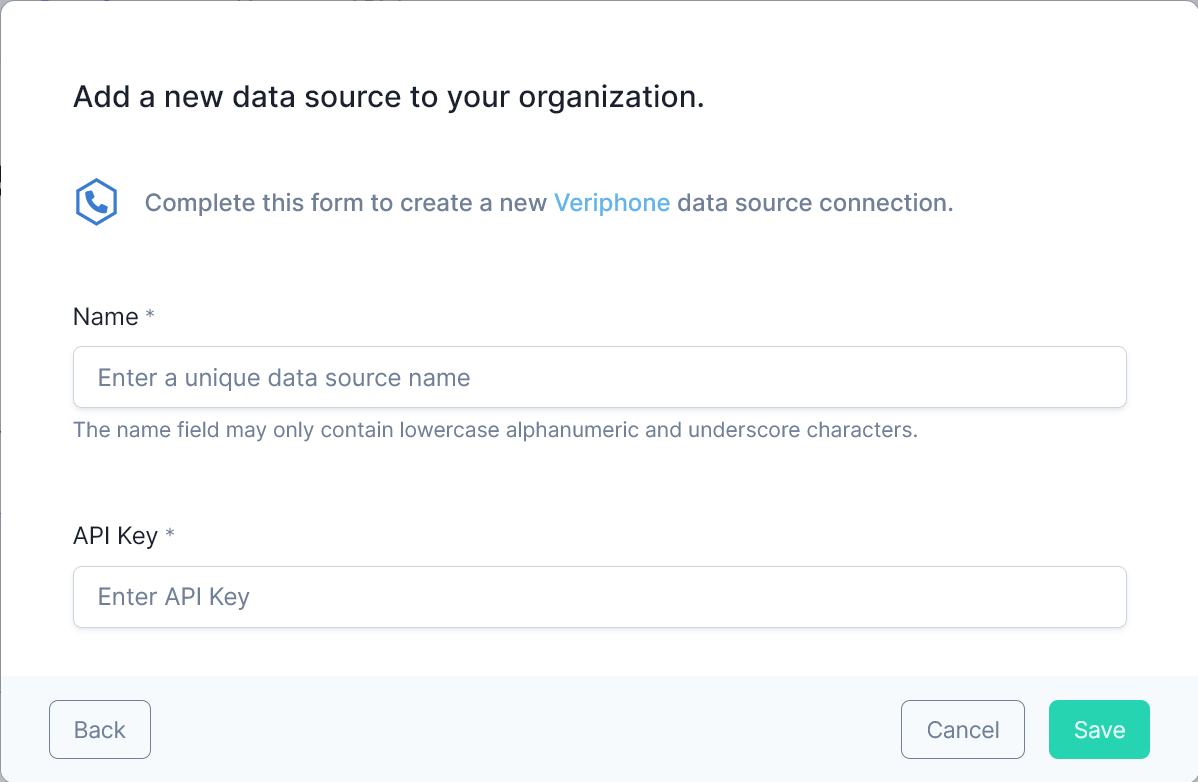 Add a new data source to your organization.
Complete this form to create a new Veriphone data source connection.
Name *
Enter a unique data source name
The name field may only contain lowercase alphanumeric and underscore characters.
API Key *
Enter API Key
Back
Cancel
Save